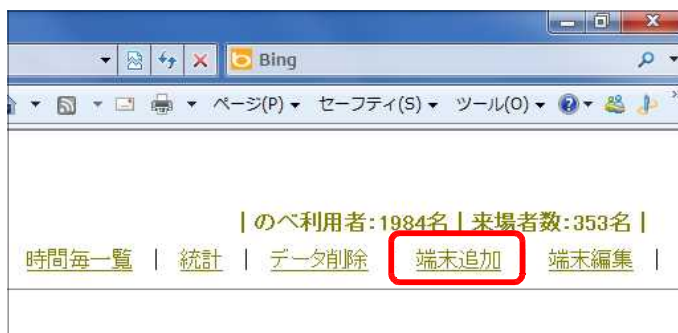 Bing
ページ(P) セーフティ(S) ツール(O)
| のべ利用者:1984名 | 来場者数:353名 |
時間毎一覧 | 統計 | データ削除 端末追加 端末編集 |